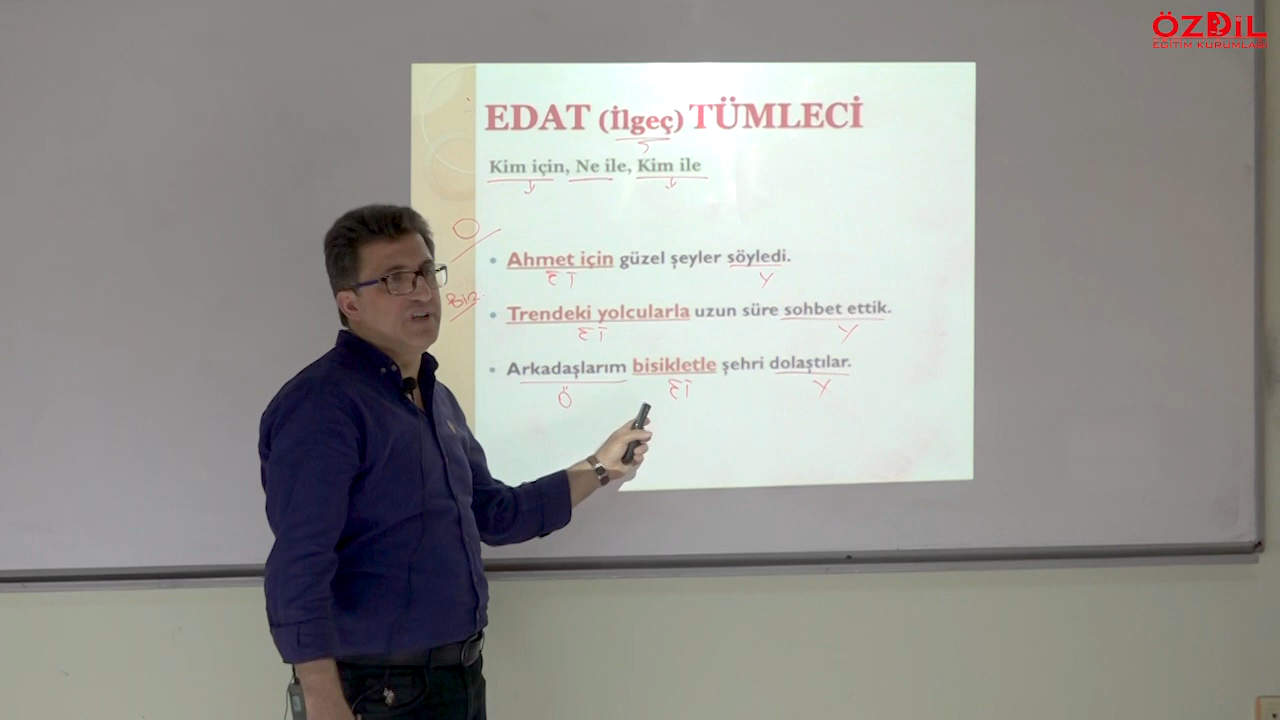 ÖZDİL
EĞİTİM KURUMLARI
EDAT (İlgeç) TÜMLECİ
Kim için, Ne ile, Kim ile
O
• Ahmet için güzel şeyler söyledi.
ET Y
Biz
• Trendeki yolcularla uzun süre sohbet ettik.
ET Y
• Arkadaşlarım bisikletle şehri dolaştılar.
Ö ET Y